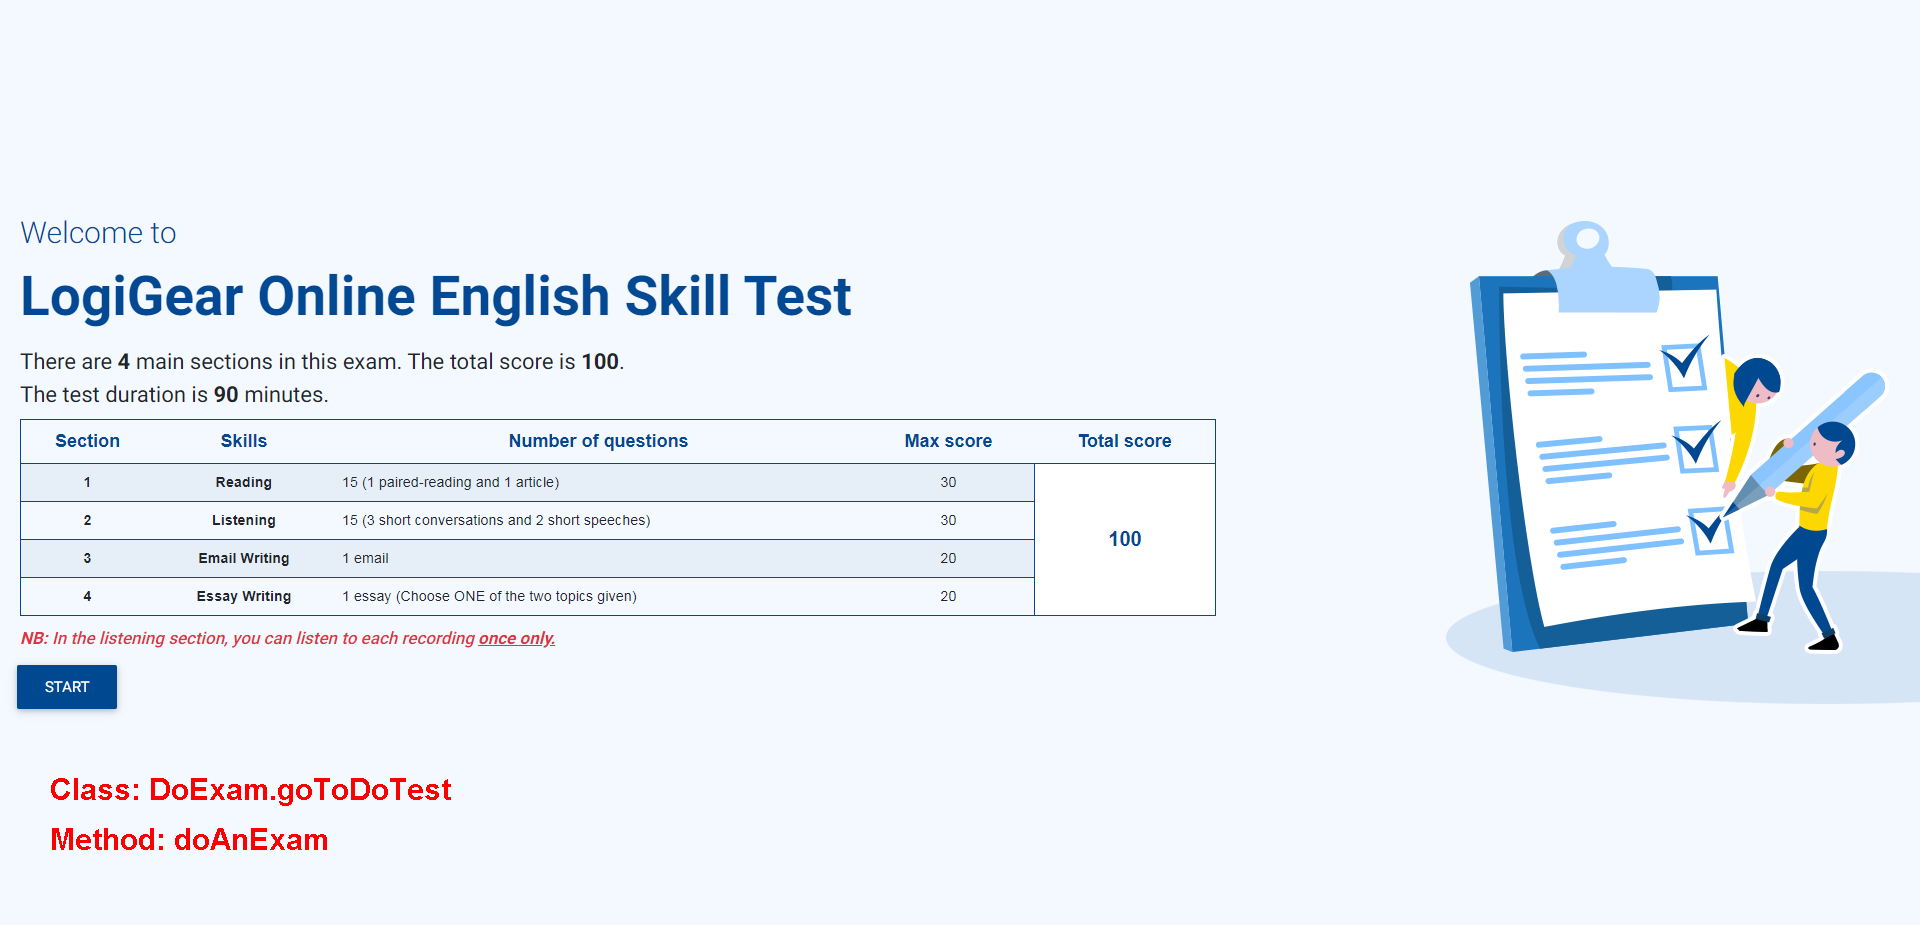 Welcome to
LogiGear Online English Skill Test
There are 4 main sections in this exam. The total score is 100.
The test duration is 90 minutes.
Section Skills Number of questions Max score Total score
1 Reading 15 (1 paired-reading and 1 article) 30
2 Listening 15 (3 short conversations and 2 short speeches) 30
100
3 Email Writing 1 email 20
4 Essay Writing 1 essay (Choose ONE of the two topics given) 20
NB: In the listening section, you can listen to each recording once only.
START
Class: DoExam.goToDoTest
Method: doAnExam